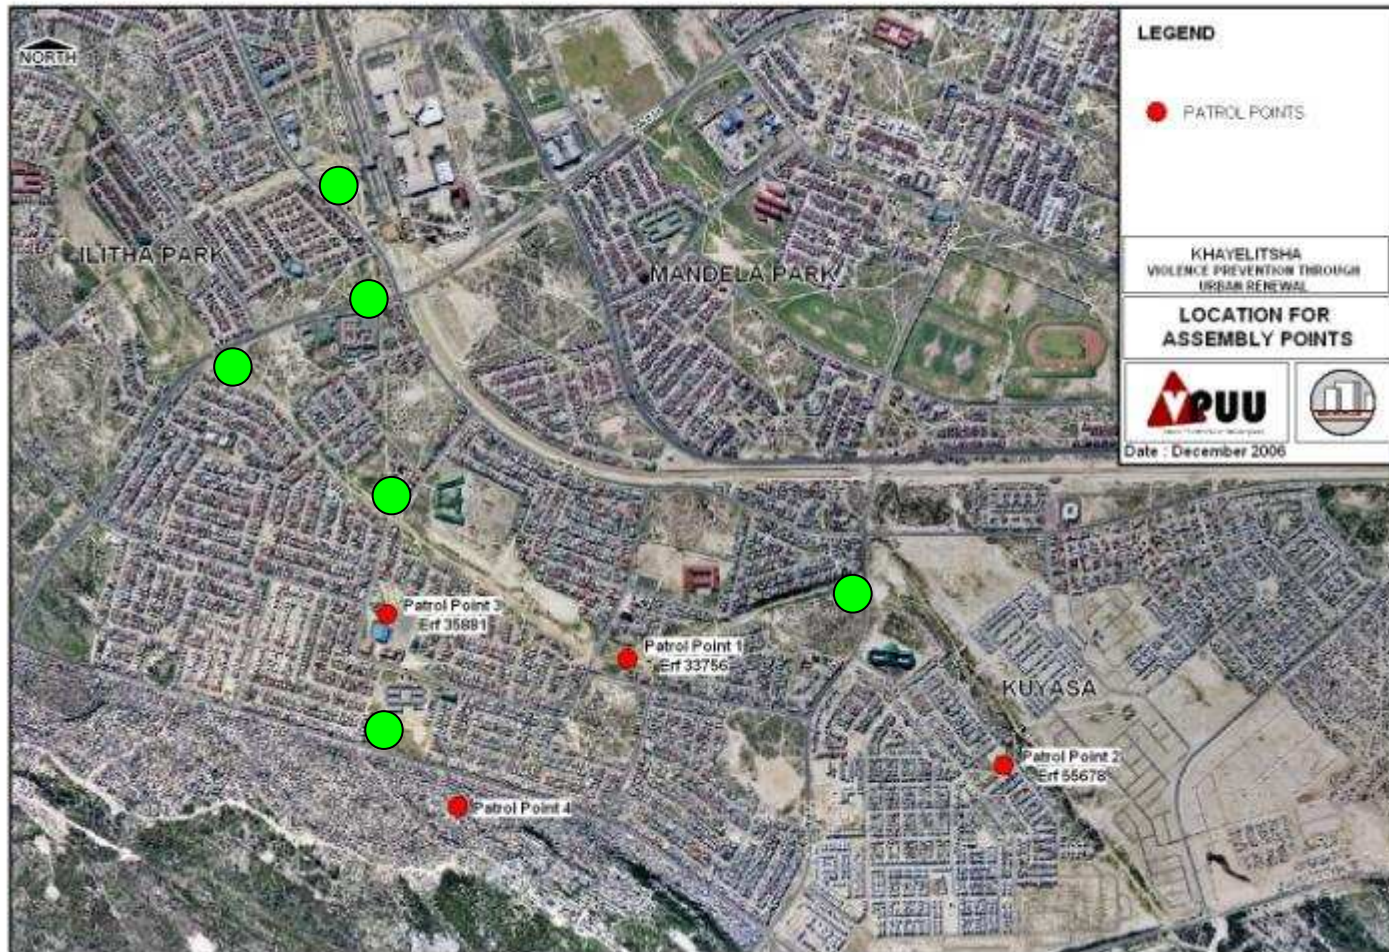 NORTH
ILITHA PARK
MANDELA PARK
Patrol Point 3
Erf 35881
Patrol Point 1
Erf 33756
KUYASA
Patrol Point 2
Erf 55678
Patrol Point 4
LEGEND
PATROL POINTS
KHAYELITSHA
VIOLENCE PREVENTION THROUGH
URBAN RENEWAL
LOCATION FOR
ASSEMBLY POINTS
VPUU
Date : December 2006